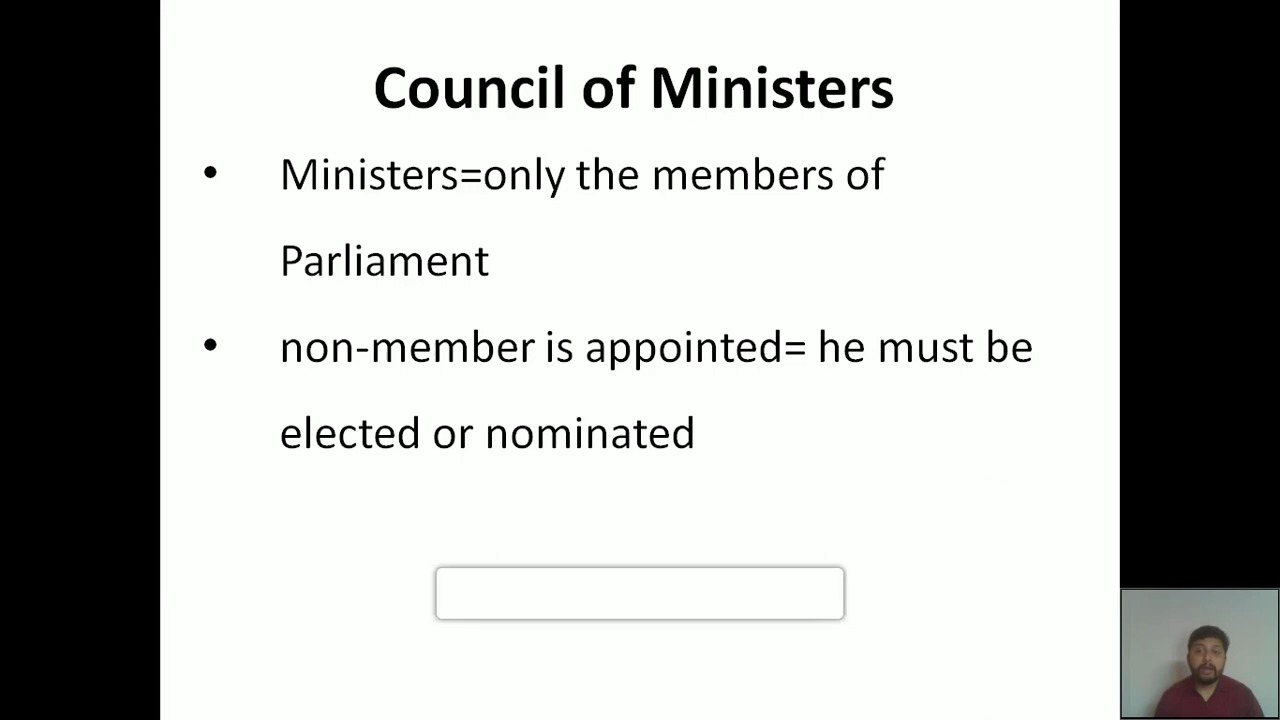 Council of Ministers
• Ministers=only the members of
Parliament
• non-member is appointed= he must be
elected or nominated